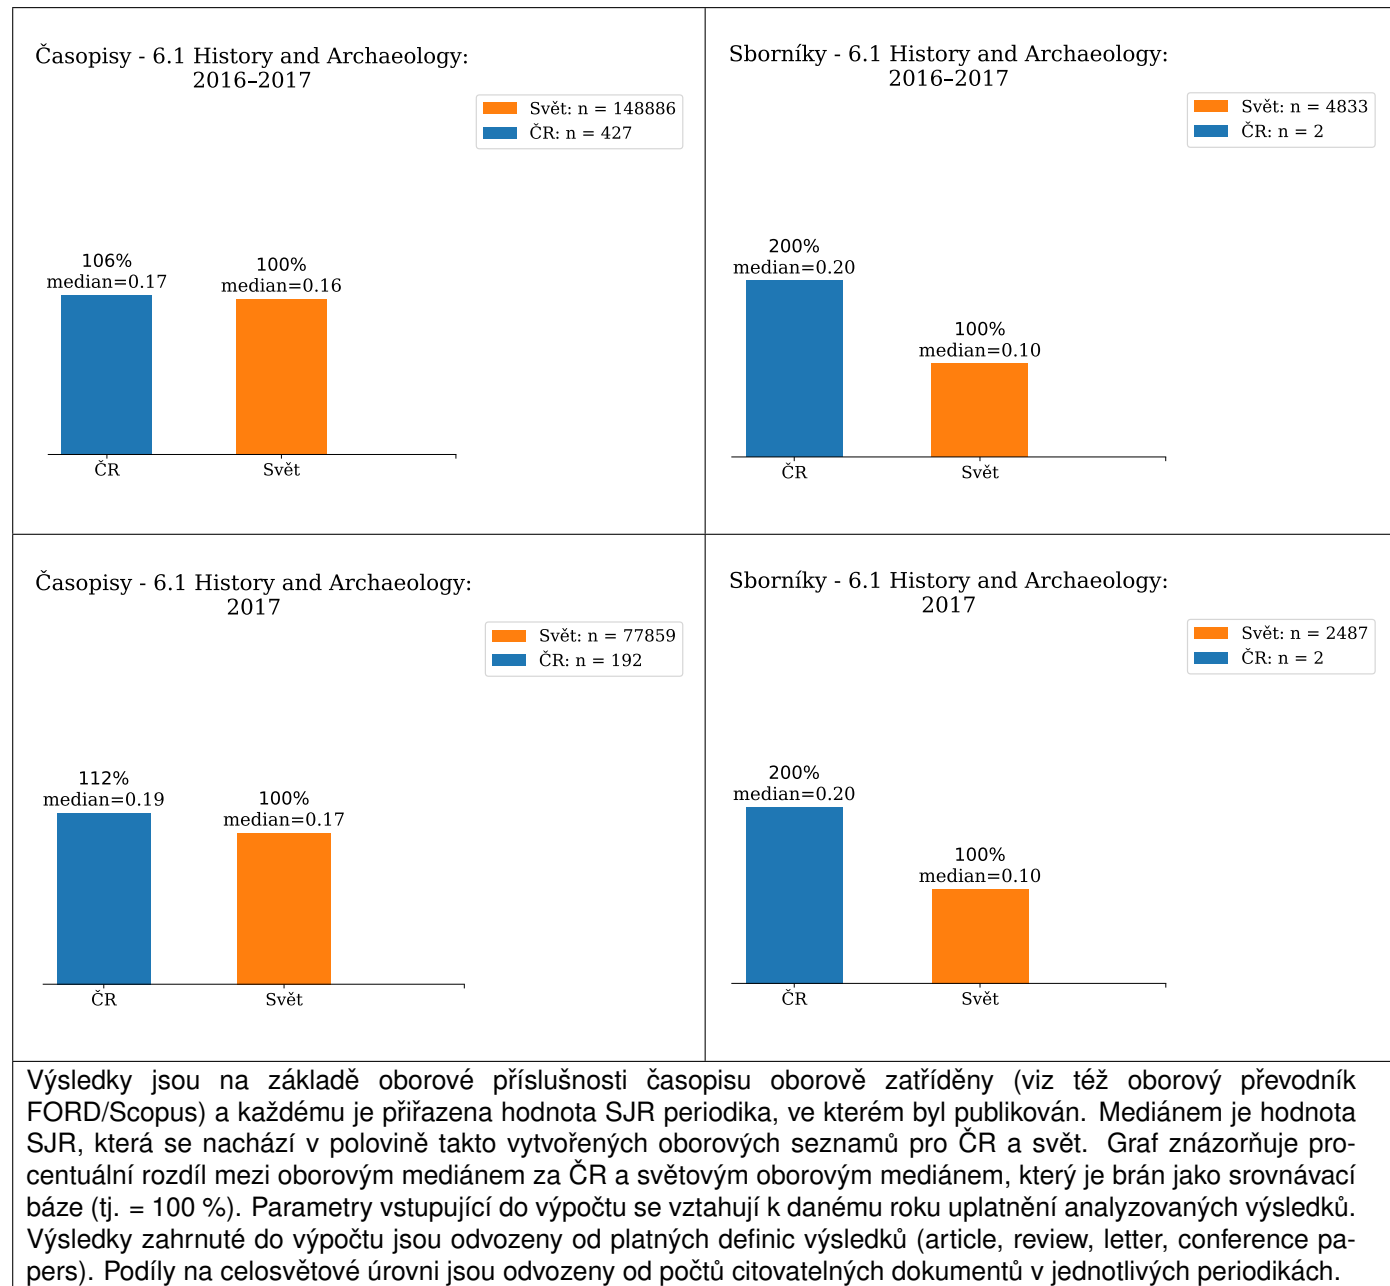 Časopisy - 6.1 History and Archaeology:
2016–2017
Svět: n = 148886
ČR: n = 427
106%
median=0.17
100%
median=0.16
ČR
Svět
Sborníky - 6.1 History and Archaeology:
2016–2017
Svět: n = 4833
ČR: n = 2
200%
median=0.20
100%
median=0.10
ČR
Svět
Časopisy - 6.1 History and Archaeology:
2017
Svět: n = 77859
ČR: n = 192
112%
median=0.19
100%
median=0.17
ČR
Svět
Sborníky - 6.1 History and Archaeology:
2017
Svět: n = 2487
ČR: n = 2
200%
median=0.20
100%
median=0.10
ČR
Svět
Výsledky jsou na základě oborové příslušnosti časopisu oborově zatříděny (viz též oborový převodník
FORD/Scopus) a každému je přiřazena hodnota SJR periodika, ve kterém byl publikován. Mediánem je hodnota
SJR, která se nachází v polovině takto vytvořených oborových seznamů pro ČR a svět. Graf znázorňuje pro-
centuální rozdíl mezi oborovým mediánem za ČR a světovým oborovým mediánem, který je brán jako srovnávací
báze (tj. = 100 %). Parametry vstupující do výpočtu se vztahují k danému roku uplatnění analyzovaných výsledků.
Výsledky zahrnuté do výpočtu jsou odvozeny od platných definic výsledků (article, review, letter, conference pa-
pers). Podíly na celosvětové úrovni jsou odvozeny od počtů citovatelných dokumentů v jednotlivých periodikách.